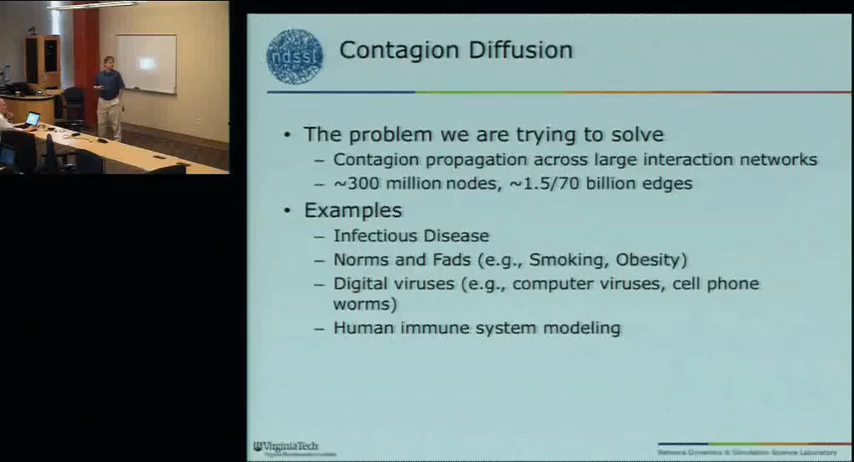 ndssl
Contagion Diffusion
• The problem we are trying to solve
– Contagion propagation across large interaction networks
– ~300 million nodes, ~1.5/70 billion edges
• Examples
– Infectious Disease
– Norms and Fads (e.g., Smoking, Obesity)
– Digital viruses (e.g., computer viruses, cell phone
worms)
– Human immune system modeling
VirginiaTech
Network Dynamics & Simulation Science Laboratory